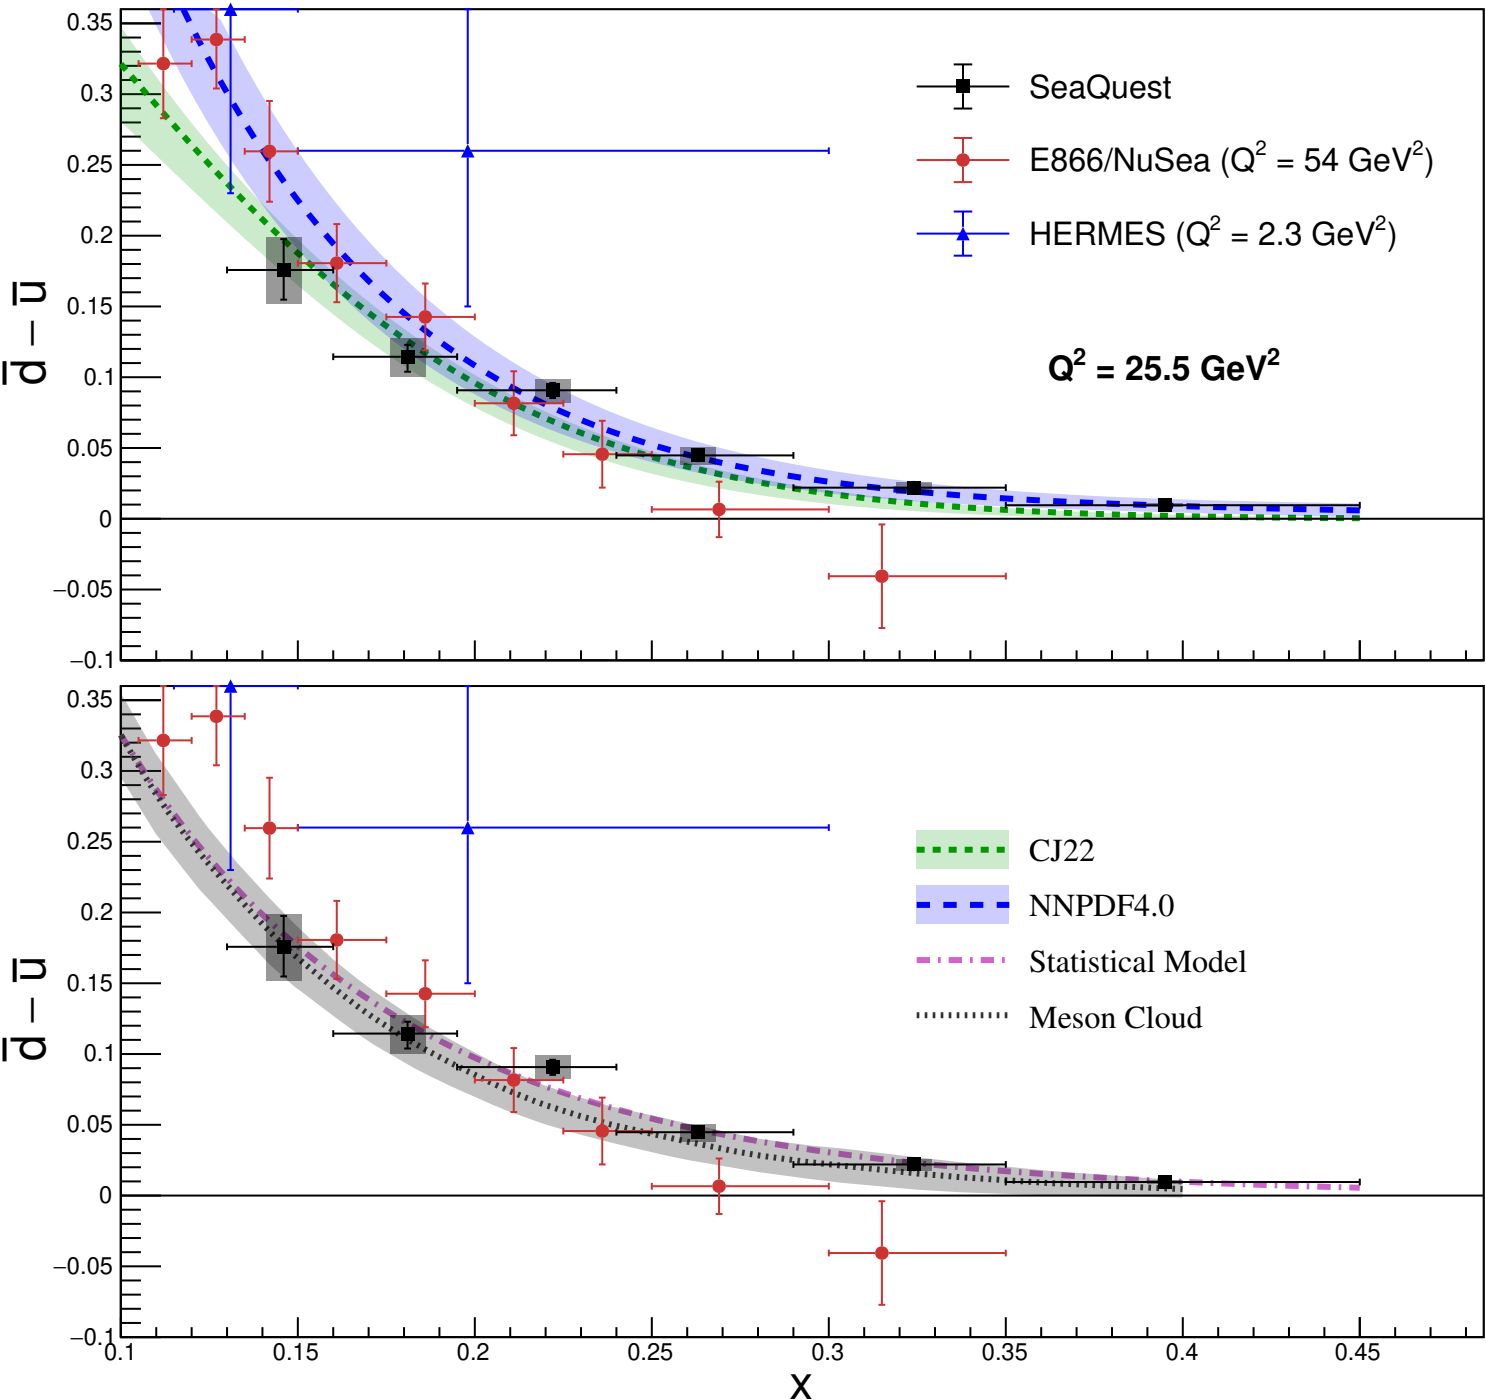 0.35
0.3
0.25
0.2
0.15
0.1
0.05
0
−0.05
−0.1
d̅ − u̅
SeaQuest
E866/NuSea (Q² = 54 GeV²)
HERMES (Q² = 2.3 GeV²)
Q² = 25.5 GeV²
0.35
0.3
0.25
0.2
0.15
0.1
0.05
0
−0.05
−0.1
d̅ − u̅
CJ22
NNPDF4.0
Statistical Model
Meson Cloud
0.1 0.15 0.2 0.25 0.3 0.35 0.4 0.45
x